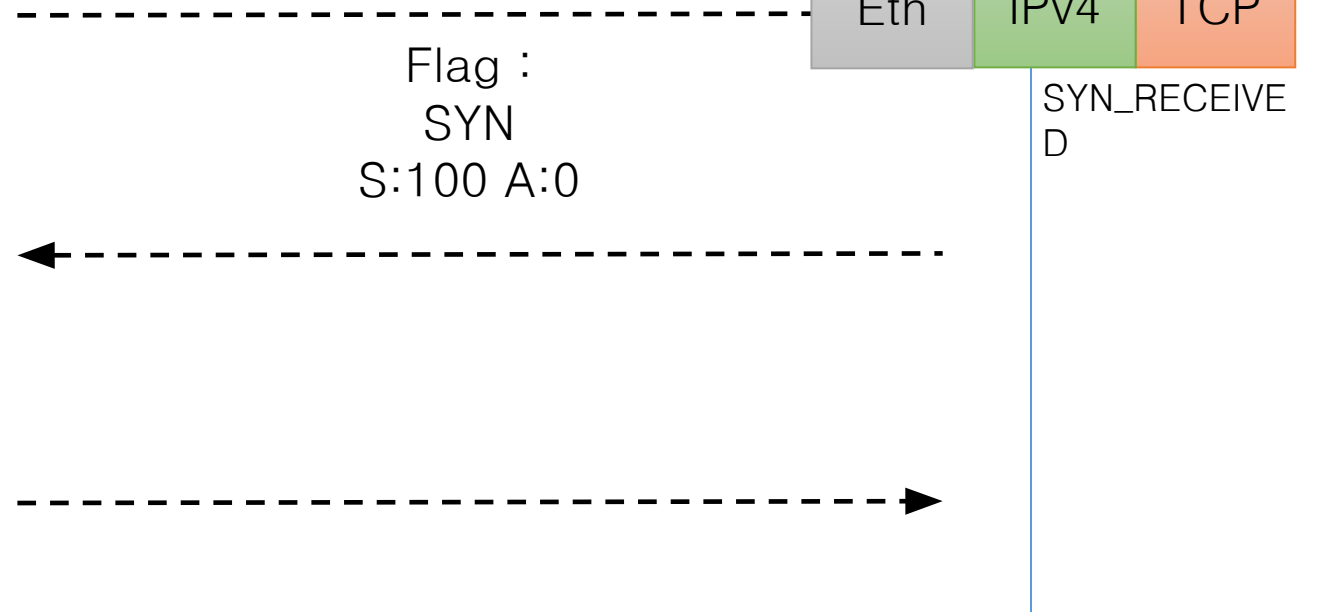 Eth IPV4 TCP
Flag :
SYN
S:100 A:0
SYN_RECEIVE
D